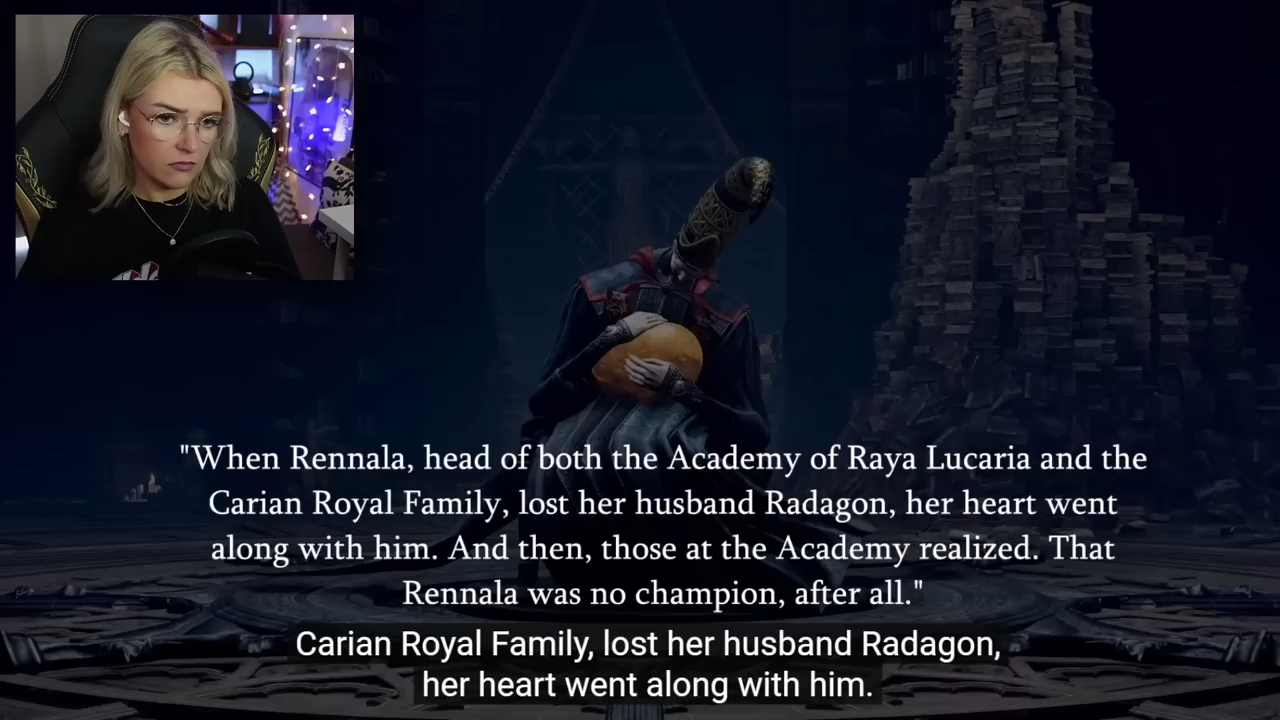 "When Rennala, head of both the Academy of Raya Lucaria and the
Carian Royal Family, lost her husband Radagon, her heart went
along with him. And then, those at the Academy realized. That
Rennala was no champion, after all."
Carian Royal Family, lost her husband Radagon,
her heart went along with him.